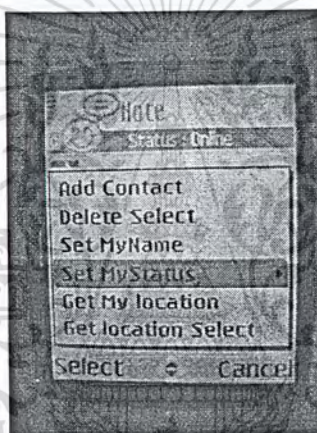 Note
Status : Online
Add Contact
Delete Select
Set MyName
Set MyStatus
Get My location
Get location Select
Select
Cancel